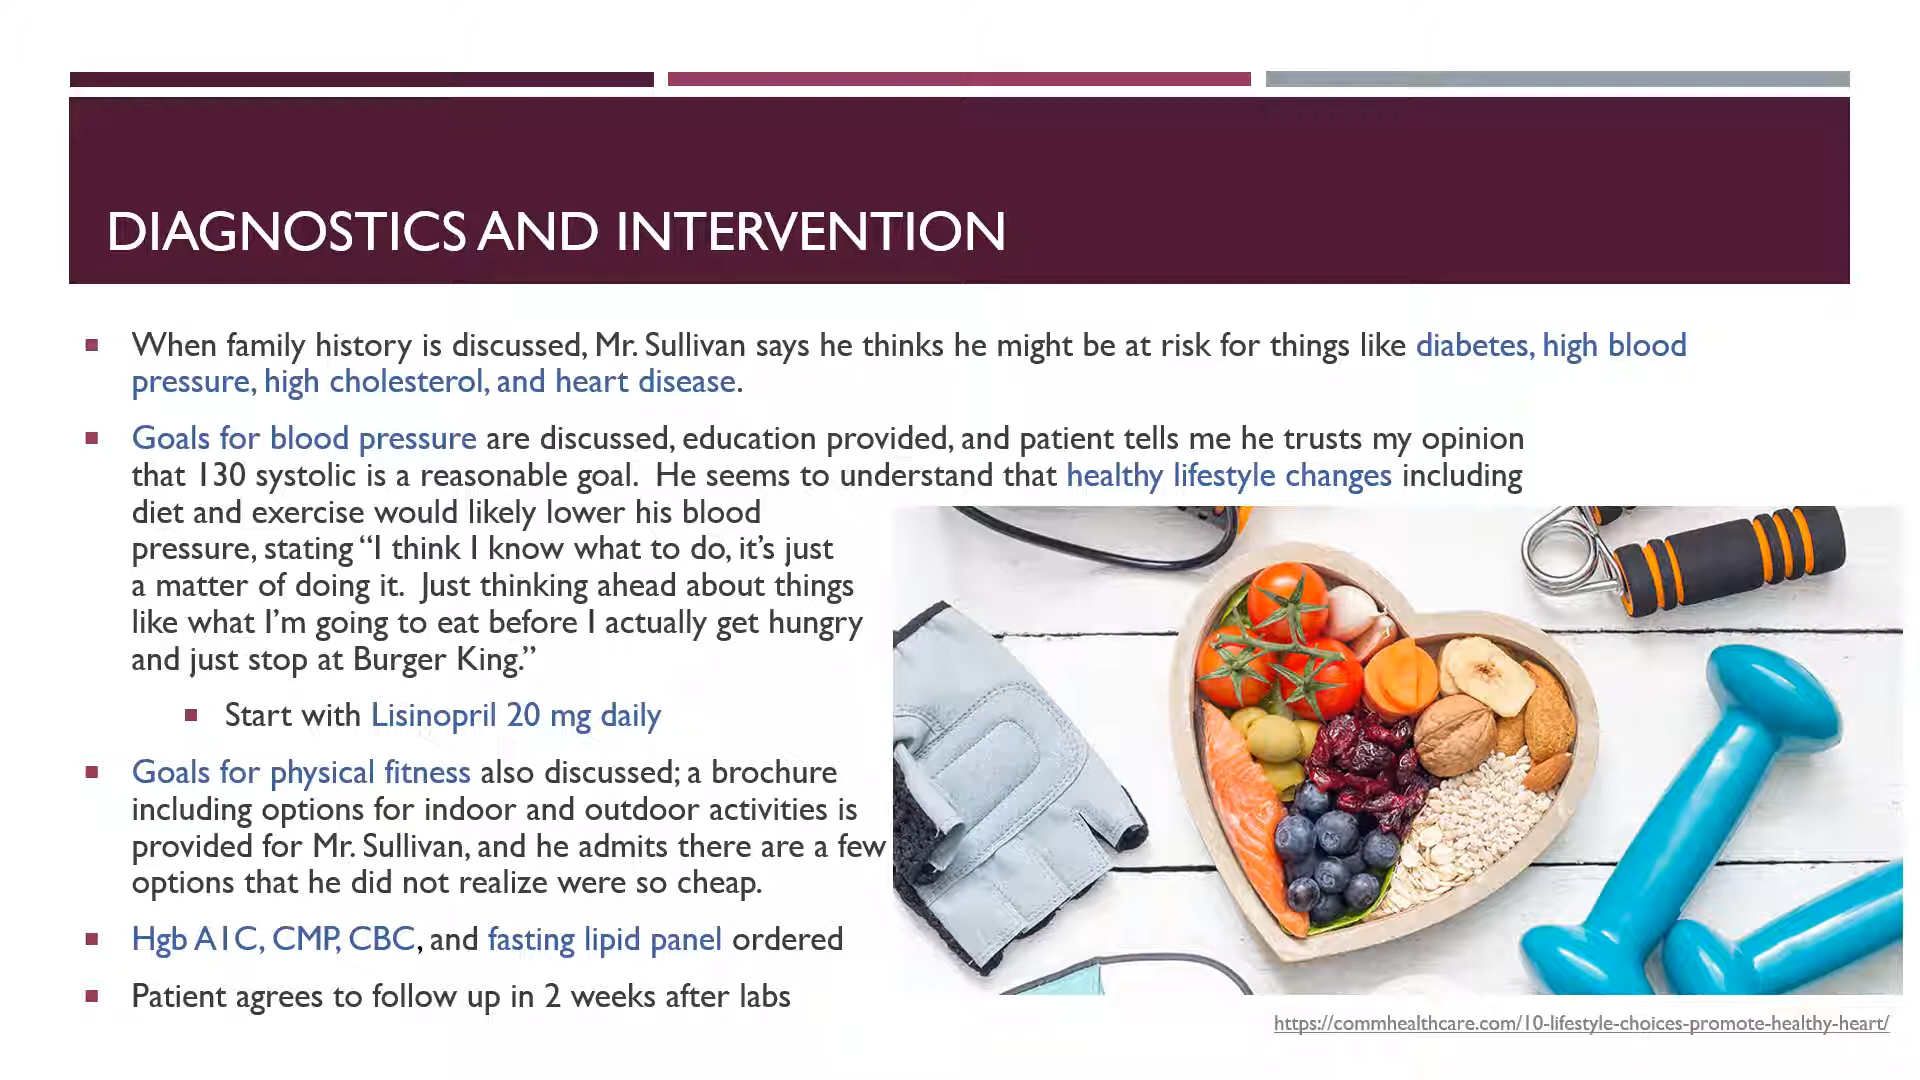 DIAGNOSTICS AND INTERVENTION
When family history is discussed, Mr. Sullivan says he thinks he might be at risk for things like diabetes, high blood
pressure, high cholesterol, and heart disease.
Goals for blood pressure are discussed, education provided, and patient tells me he trusts my opinion
that 130 systolic is a reasonable goal.  He seems to understand that healthy lifestyle changes including
diet and exercise would likely lower his blood
pressure, stating “I think I know what to do, it’s just
a matter of doing it.  Just thinking ahead about things
like what I’m going to eat before I actually get hungry
and just stop at Burger King.”
Start with Lisinopril 20 mg daily
Goals for physical fitness also discussed; a brochure
including options for indoor and outdoor activities is
provided for Mr. Sullivan, and he admits there are a few
options that he did not realize were so cheap.
Hgb A1C, CMP, CBC, and fasting lipid panel ordered
Patient agrees to follow up in 2 weeks after labs
https://commhealthcare.com/10-lifestyle-choices-promote-healthy-heart/